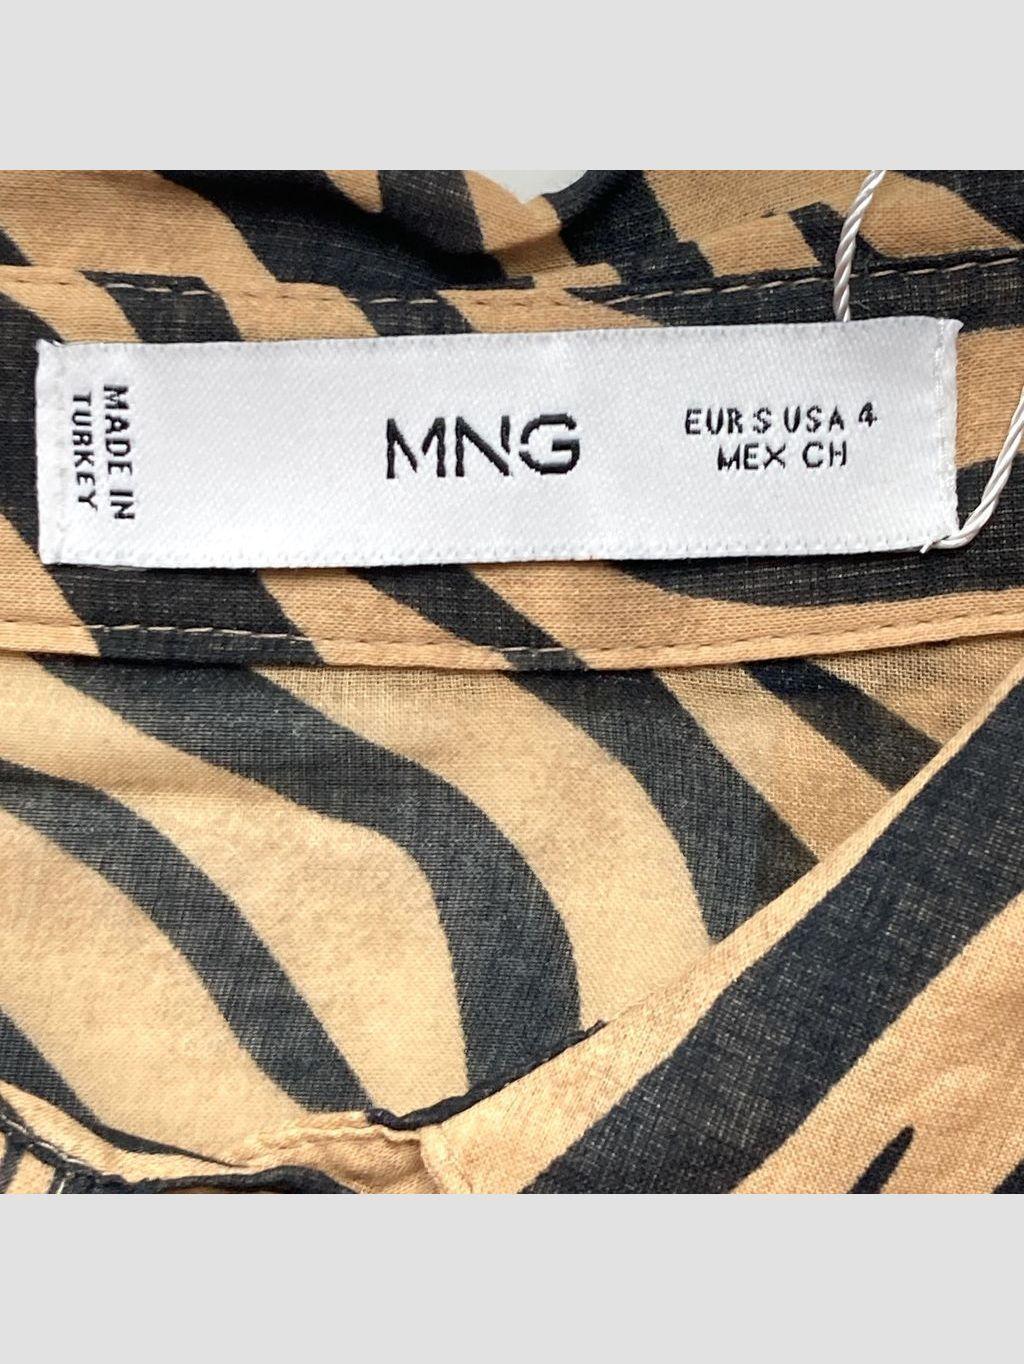 MADE IN
TURKEY
MNG
EUR S USA 4
MEX CH